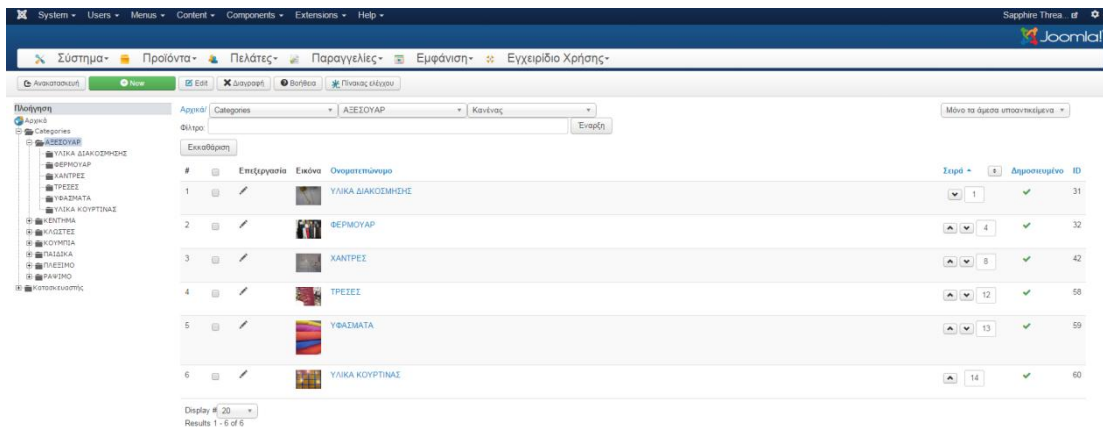 System Users Menus Content Components Extensions Help Sapphire Threa...
Joomla!
Σύστημα Προϊόντα Πελάτες Παραγγελίες Εμφάνιση Εγχειρίδιο Χρήσης
Ανακατασκευή New Edit Διαγραφή Βοήθεια Πίνακας ελέγχου
Πλοήγηση
Αρχικά
Categories
ΑΞΕΣΟΥΑΡ
ΥΛΙΚΑ ΔΙΑΚΟΣΜΗΣΗΣ
ΦΕΡΜΟΥΑΡ
ΧΑΝΤΡΕΣ
ΤΡΕΣΕΣ
ΥΦΑΣΜΑΤΑ
ΥΛΙΚΑ ΚΟΥΡΤΙΝΑΣ
ΚΕΝΤΗΜΑ
ΚΛΩΣΤΕΣ
ΚΟΥΜΠΙΑ
ΠΑΙΔΙΚΑ
ΠΛΕΞΙΜΟ
ΡΑΨΙΜΟ
Κατασκευαστής
Αρχικά/ Categories ΑΞΕΣΟΥΑΡ Κανένας Μόνο τα άμεσα υποαντικείμενα
Φίλτρο: Έναρξη
Εκκαθάριση
# Επεξεργασία Εικόνα Ονοματεπώνυμο Σειρά Δημοσιευμένο ID
1 ΥΛΙΚΑ ΔΙΑΚΟΣΜΗΣΗΣ 1 31
2 ΦΕΡΜΟΥΑΡ 4 32
3 ΧΑΝΤΡΕΣ 8 42
4 ΤΡΕΣΕΣ 12 58
5 ΥΦΑΣΜΑΤΑ 13 59
6 ΥΛΙΚΑ ΚΟΥΡΤΙΝΑΣ 14 60
Display # 20
Results 1 - 6 of 6